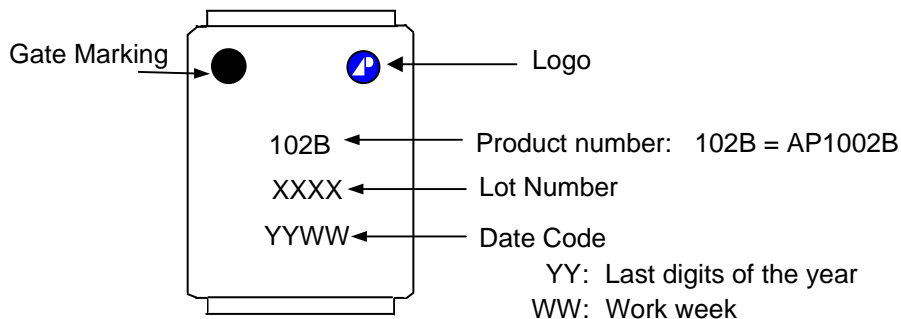 Gate Marking
Logo
AP
102B
Product number: 102B = AP1002B
XXXX
Lot Number
YYWW
Date Code
YY: Last digits of the year
WW: Work week